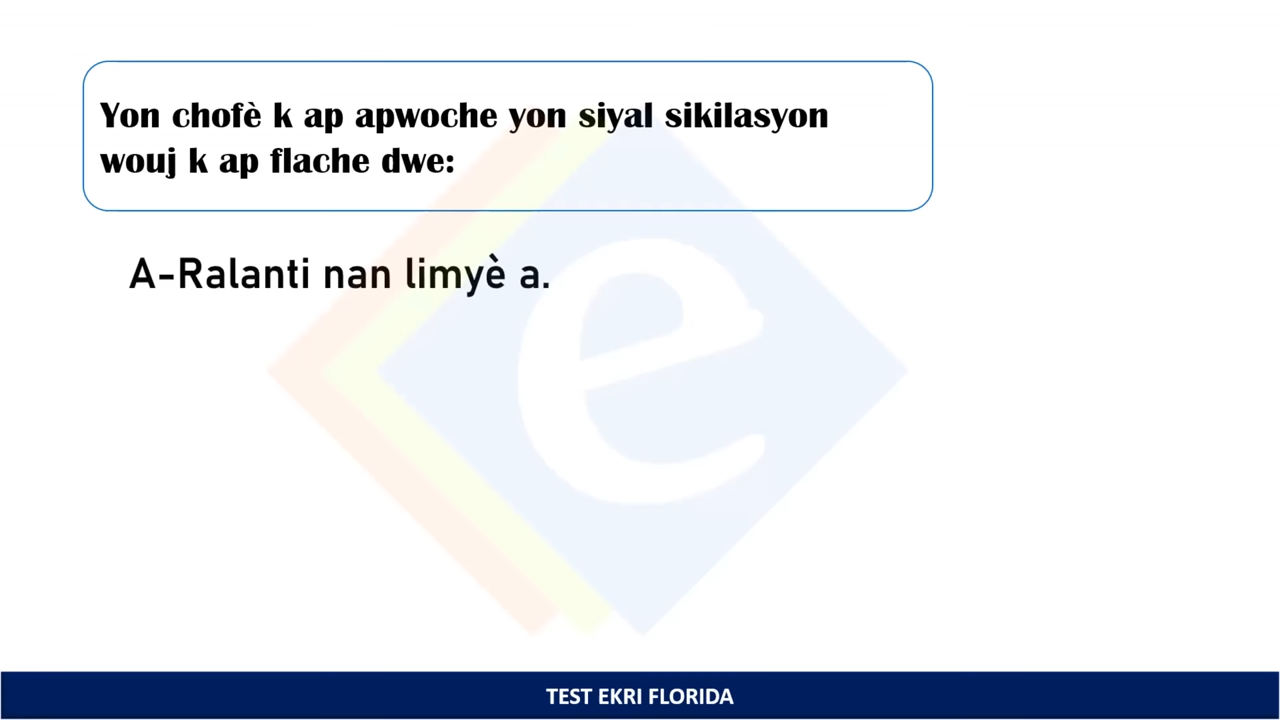 Yon chofè k ap apwoche yon siyal sikilasyon
wouj k ap flache dwe:
A-Ralanti nan limyè a.
e
TEST EKRI FLORIDA